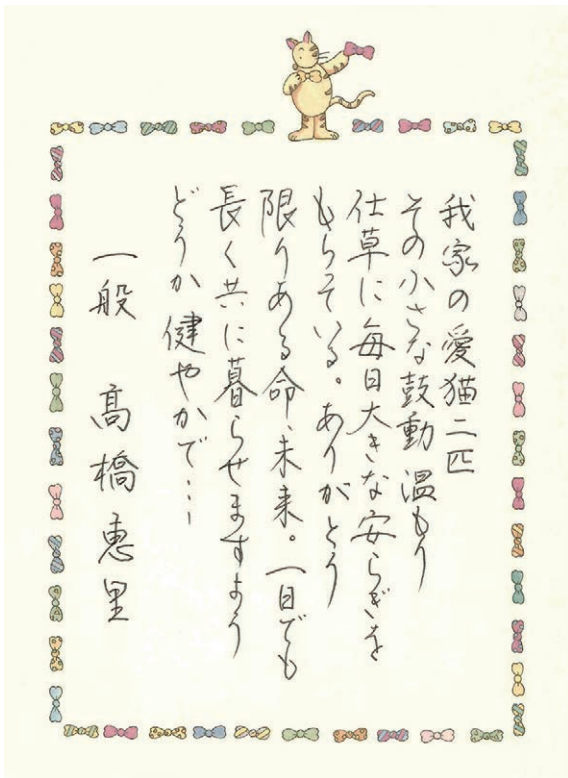 我家の愛猫二匹
その小さな鼓動 温もり
仕草に毎日大きな安らぎを
もらっている。ありがとう
限りある命、未来。一日でも
長く共に暮らせますよう
どうか 健やかで…
一般 髙橋恵里